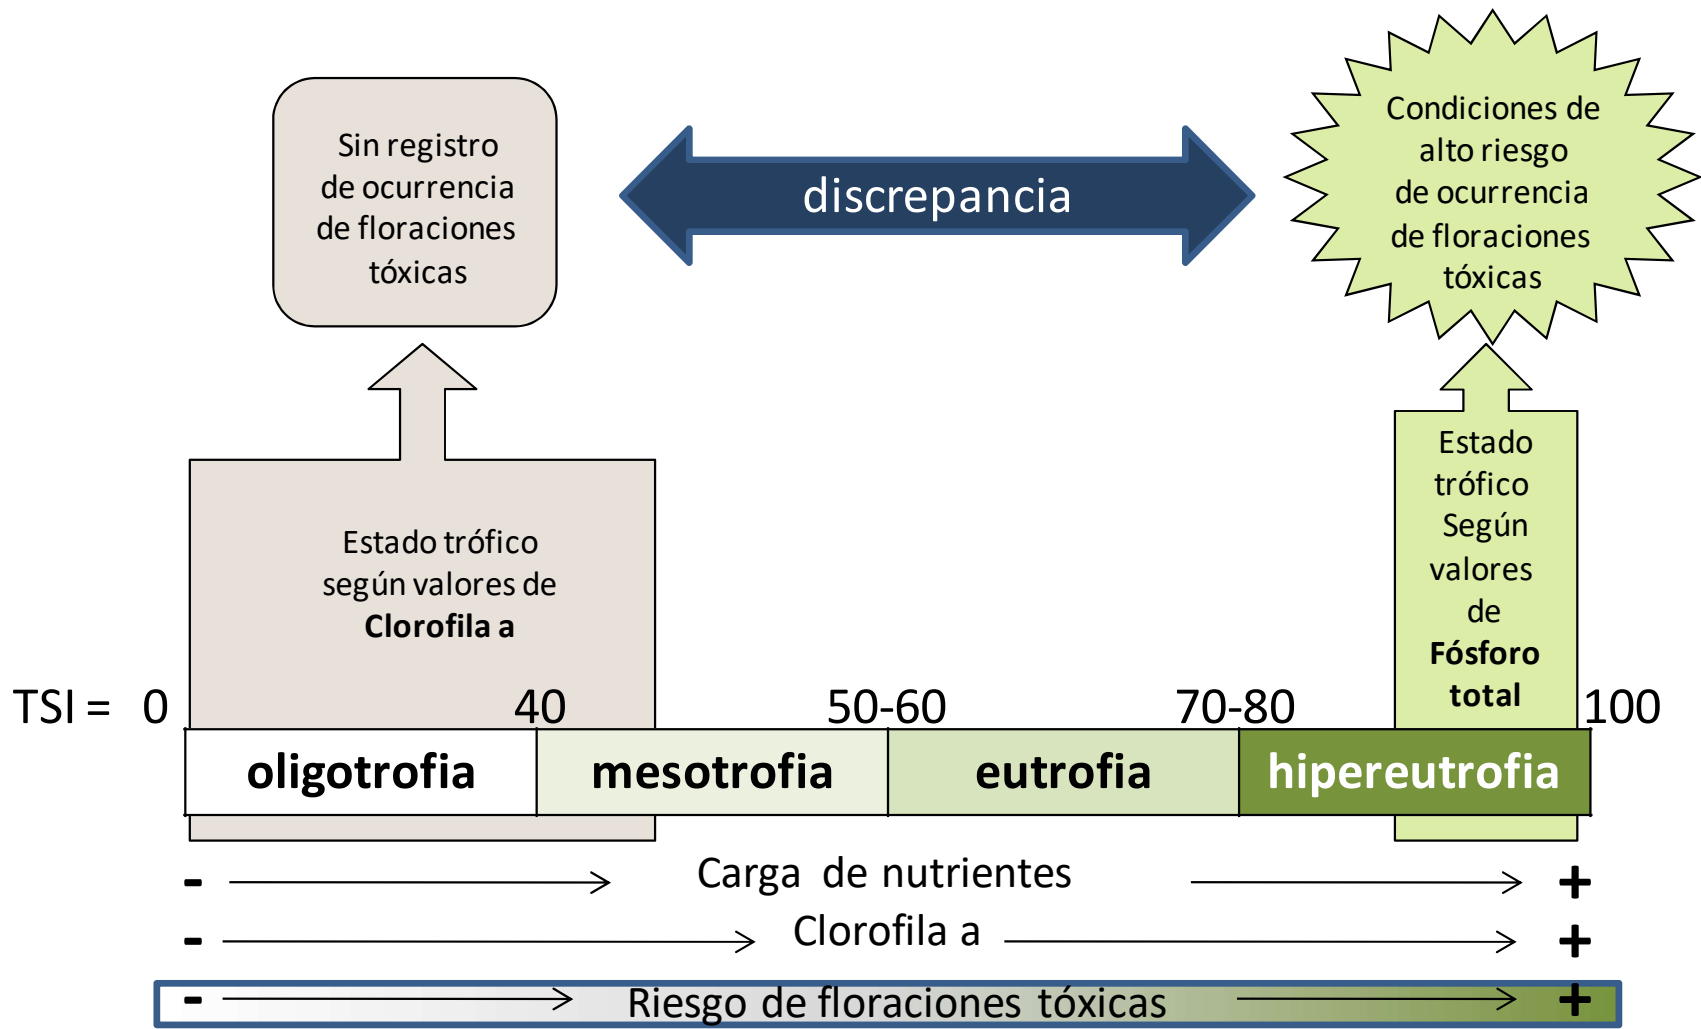 Sin registro
de ocurrencia
de floraciones
tóxicas
discrepancia
Condiciones de
alto riesgo
de ocurrencia
de floraciones
tóxicas
Estado trófico
según valores de
Clorofila a
Estado
trófico
Según
valores
de
Fósforo
total
TSI = 0 40 50-60 70-80 100
oligotrofia mesotrofia eutrofia hipereutrofia
- Carga de nutrientes +
- Clorofila a +
- Riesgo de floraciones tóxicas +